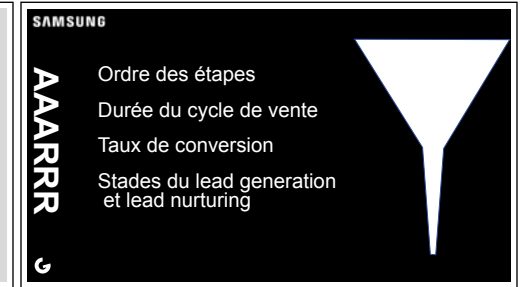 SAMSUNG
AAARRR
Ordre des étapes
Durée du cycle de vente
Taux de conversion
Stades du lead generation
et lead nurturing